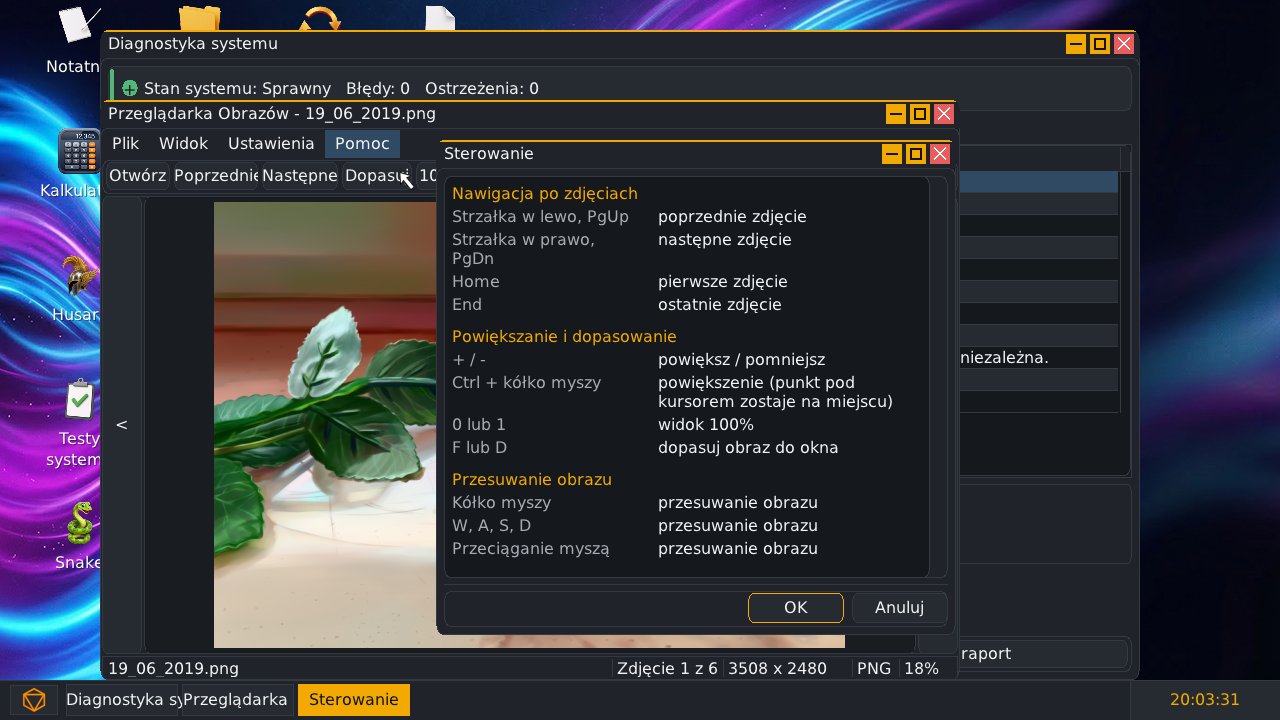 Notatn
Diagnostyka systemu
Stan systemu: Sprawny Błędy: 0 Ostrzeżenia: 0
Przeglądarka Obrazów - 19_06_2019.png
Plik Widok Ustawienia Pomoc
Otwórz Poprzednie Następne Dopasuj 10
Sterowanie
Nawigacja po zdjęciach
Strzałka w lewo, PgUp poprzednie zdjęcie
Strzałka w prawo, następne zdjęcie
PgDn
Home pierwsze zdjęcie
End ostatnie zdjęcie
Powiększanie i dopasowanie
+ / - powiększ / pomniejsz
Ctrl + kółko myszy powiększenie (punkt pod
kursorem zostaje na miejscu)
0 lub 1 widok 100%
F lub D dopasuj obraz do okna
Przesuwanie obrazu
Kółko myszy przesuwanie obrazu
W, A, S, D przesuwanie obrazu
Przeciąganie myszą przesuwanie obrazu
OK Anuluj
<
niezależna.
raport
12,345
Kalkula
Husar
Testy
system
Snake
19_06_2019.png Zdjęcie 1 z 6 3508 x 2480 PNG 18%
Diagnostyka sy Przeglądarka Sterowanie 20:03:31